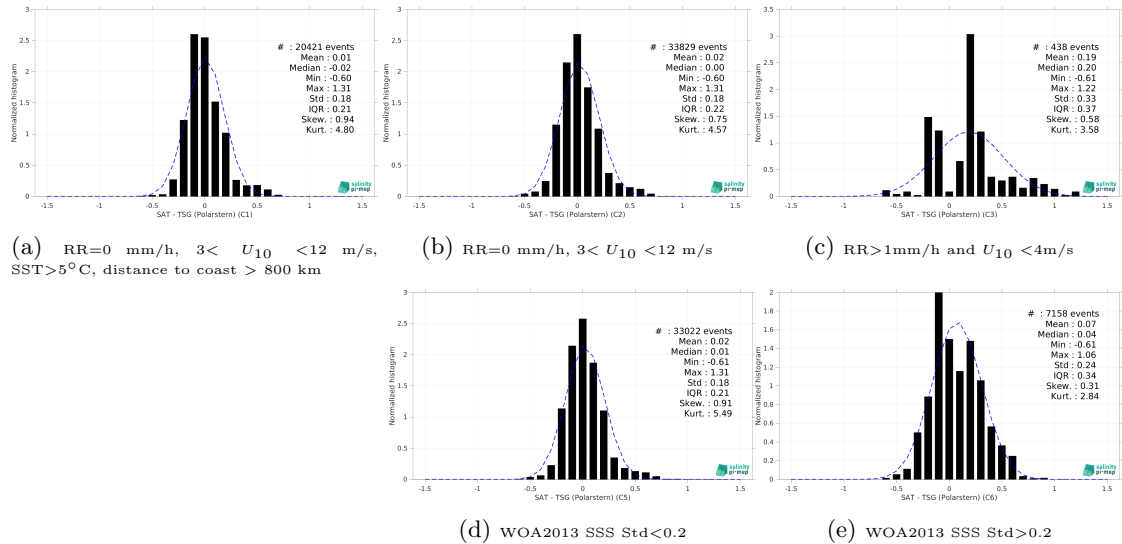 3
2.5
2
1.5
1
0.5
0
Normalized histogram
# : 20421 events
Mean : 0.01
Median : -0.02
Min : -0.60
Max : 1.31
Std : 0.18
IQR : 0.21
Skew. : 0.94
Kurt. : 4.80
salinity
pi-mep
-1.5 -1 -0.5 0 0.5 1 1.5
SAT - TSG (Polarstern) (C1)
(a) RR=0 mm/h, 3< U10 <12 m/s,
SST>5°C, distance to coast > 800 km
3
2.5
2
1.5
1
0.5
0
Normalized histogram
# : 33829 events
Mean : 0.02
Median : 0.00
Min : -0.60
Max : 1.31
Std : 0.18
IQR : 0.22
Skew. : 0.75
Kurt. : 4.57
salinity
pi-mep
-1.5 -1 -0.5 0 0.5 1 1.5
SAT - TSG (Polarstern) (C2)
(b) RR=0 mm/h, 3< U10 <12 m/s
3.5
3
2.5
2
1.5
1
0.5
0
Normalized histogram
# : 438 events
Mean : 0.19
Median : 0.20
Min : -0.61
Max : 1.22
Std : 0.33
IQR : 0.37
Skew. : 0.58
Kurt. : 3.58
salinity
pi-mep
-1.5 -1 -0.5 0 0.5 1 1.5
SAT - TSG (Polarstern) (C3)
(c) RR>1mm/h and U10 <4m/s
3
2.5
2
1.5
1
0.5
0
Normalized histogram
# : 33022 events
Mean : 0.02
Median : 0.01
Min : -0.61
Max : 1.31
Std : 0.18
IQR : 0.21
Skew. : 0.91
Kurt. : 5.49
salinity
pi-mep
-1.5 -1 -0.5 0 0.5 1 1.5
SAT - TSG (Polarstern) (C5)
(d) WOA2013 SSS Std<0.2
2
1.8
1.6
1.4
1.2
1
0.8
0.6
0.4
0.2
0
Normalized histogram
# : 7158 events
Mean : 0.07
Median : 0.04
Min : -0.61
Max : 1.06
Std : 0.24
IQR : 0.34
Skew. : 0.31
Kurt. : 2.84
salinity
pi-mep
-1.5 -1 -0.5 0 0.5 1 1.5
SAT - TSG (Polarstern) (C6)
(e) WOA2013 SSS Std>0.2